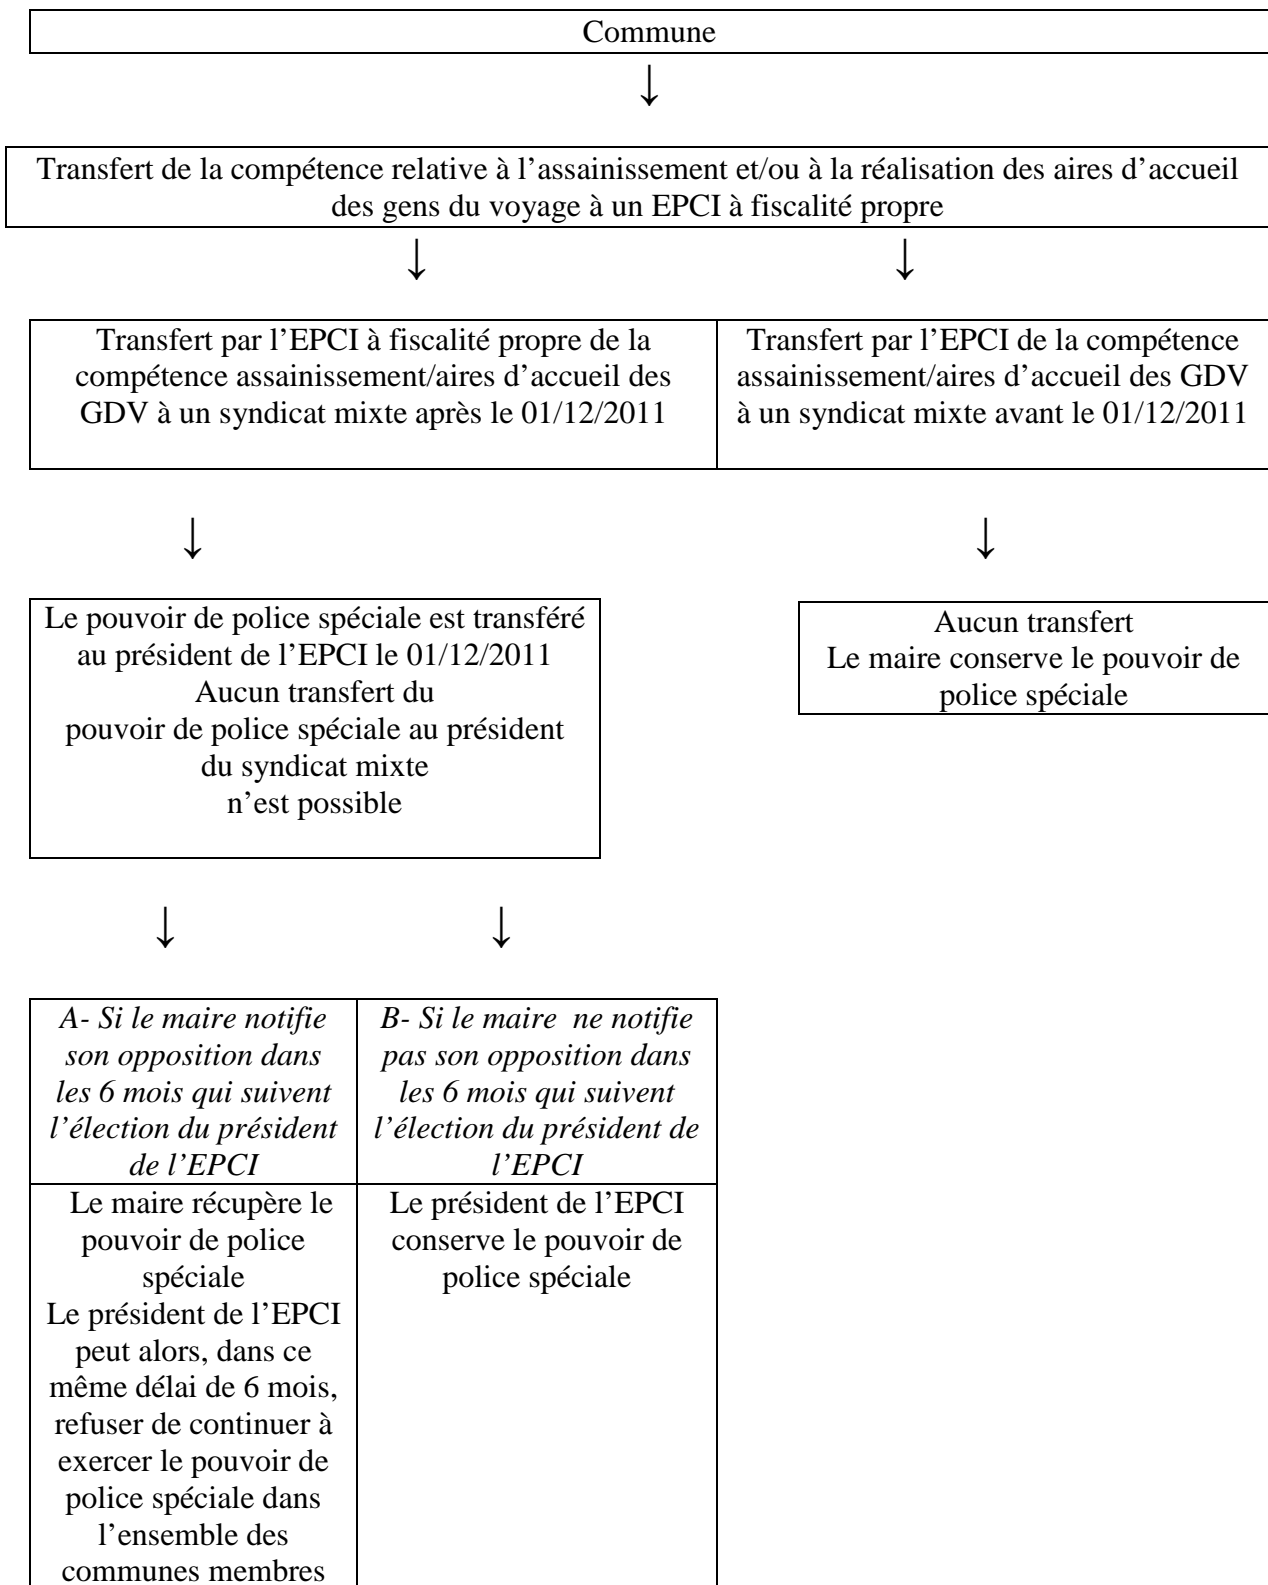 Commune
↓
Transfert de la compétence relative à l’assainissement et/ou à la réalisation des aires d’accueil
des gens du voyage à un EPCI à fiscalité propre
↓ ↓
Transfert par l’EPCI à fiscalité propre de la
compétence assainissement/aires d’accueil des
GDV à un syndicat mixte après le 01/12/2011
Transfert par l’EPCI de la compétence
assainissement/aires d’accueil des GDV
à un syndicat mixte avant le 01/12/2011
↓ ↓
Le pouvoir de police spéciale est transféré
au président de l’EPCI le 01/12/2011
Aucun transfert du
pouvoir de police spéciale au président
du syndicat mixte
n’est possible
Aucun transfert
Le maire conserve le pouvoir de
police spéciale
↓ ↓
A- Si le maire notifie
son opposition dans
les 6 mois qui suivent
l’élection du président
de l’EPCI
B- Si le maire ne notifie
pas son opposition dans
les 6 mois qui suivent
l’élection du président de
l’EPCI
Le maire récupère le
pouvoir de police
spéciale
Le président de l’EPCI
peut alors, dans ce
même délai de 6 mois,
refuser de continuer à
exercer le pouvoir de
police spéciale dans
l’ensemble des
communes membres
Le président de l’EPCI
conserve le pouvoir de
police spéciale